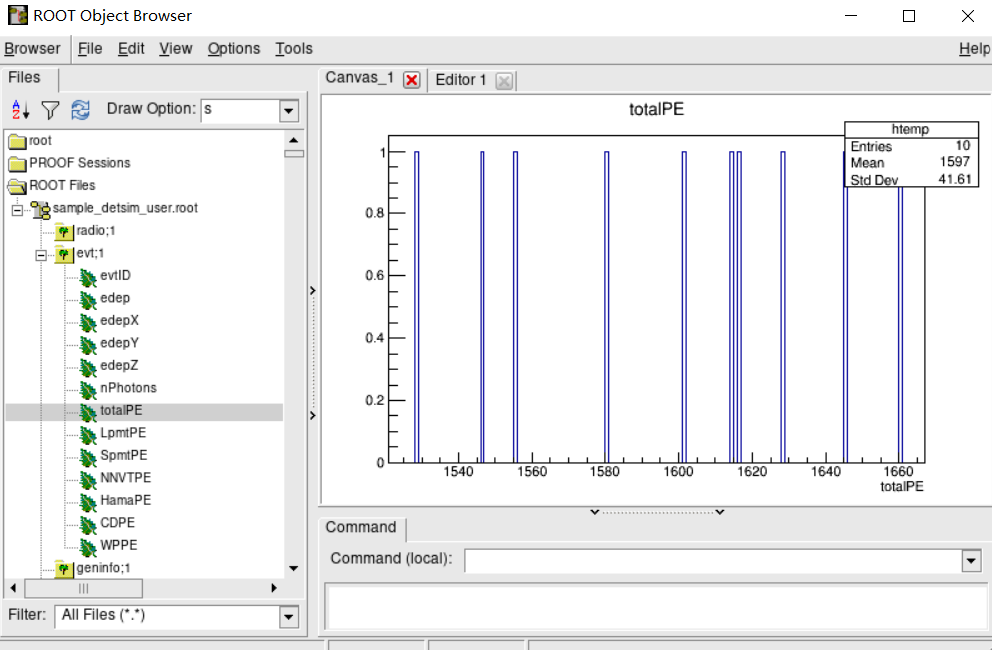 ROOT Object Browser
Browser File Edit View Options Tools Help
Files
Draw Option: s
root
PROOF Sessions
ROOT Files
sample_detsim_user.root
radio;1
evt;1
evtID
edep
edepX
edepY
edepZ
nPhotons
totalPE
LpmtPE
SpmtPE
NNVTPE
HamaPE
CDPE
WPPE
geninfo;1
Filter: All Files (*.*)
Canvas_1 Editor 1
totalPE
htemp
Entries 10
Mean 1597
Std Dev 41.61
1
0.8
0.6
0.4
0.2
0
1540 1560 1580 1600 1620 1640 1660
totalPE
Command
Command (local):